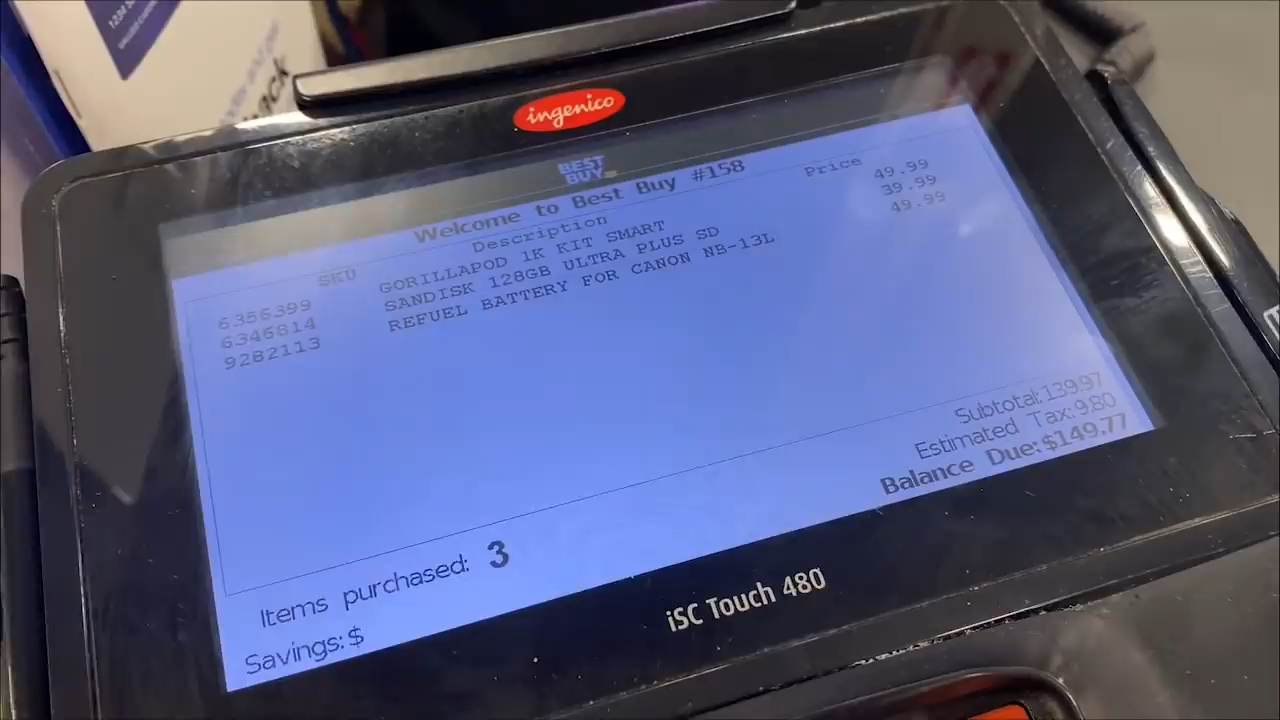 ingenico
BEST
BUY
Welcome to Best Buy #158
SKU Description Price
6356399 GORILLAPOD 1K KIT SMART 49.99
6346814 SANDISK 128GB ULTRA PLUS SD 39.99
9282113 REFUEL BATTERY FOR CANON NB-13L 49.99
Subtotal:139.97
Estimated Tax:9.80
Balance Due:$149.77
Items purchased: 3
Savings:$
iSC Touch 480